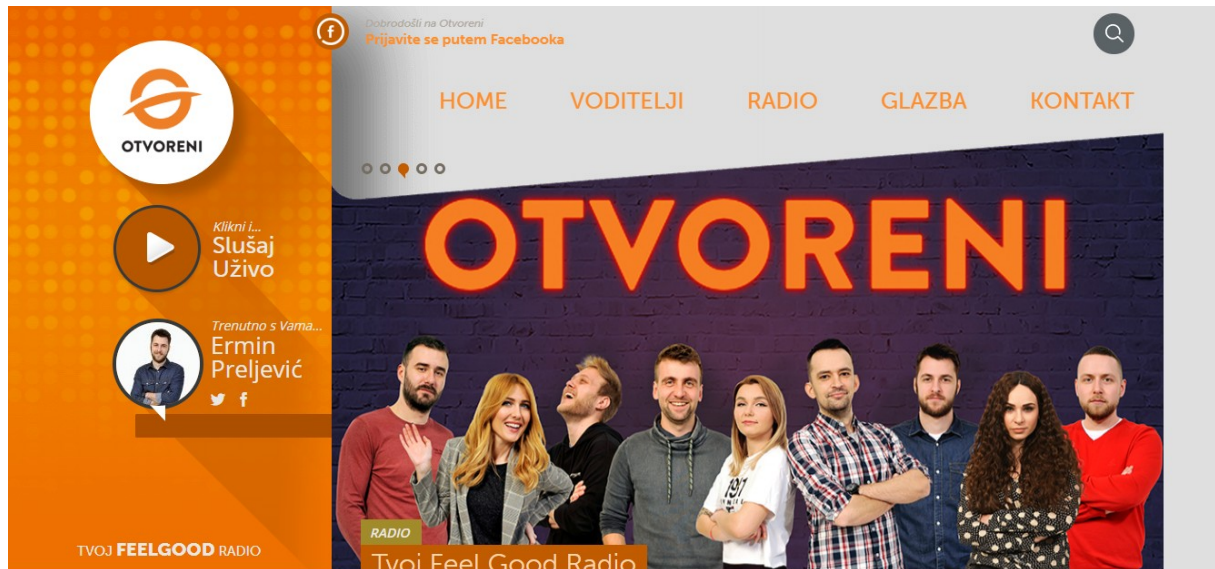 Dobrodošli na Otvoreni
Prijavite se putem Facebooka
HOME VODITELJI RADIO GLAZBA KONTAKT
OTVORENI
Klikni i...
Slušaj
Uživo
Trenutno s Vama...
Ermin
Preljević
TVOJ FEELGOOD RADIO
OTVORENI
191
RADIO
Tvoj Feel Good Radio